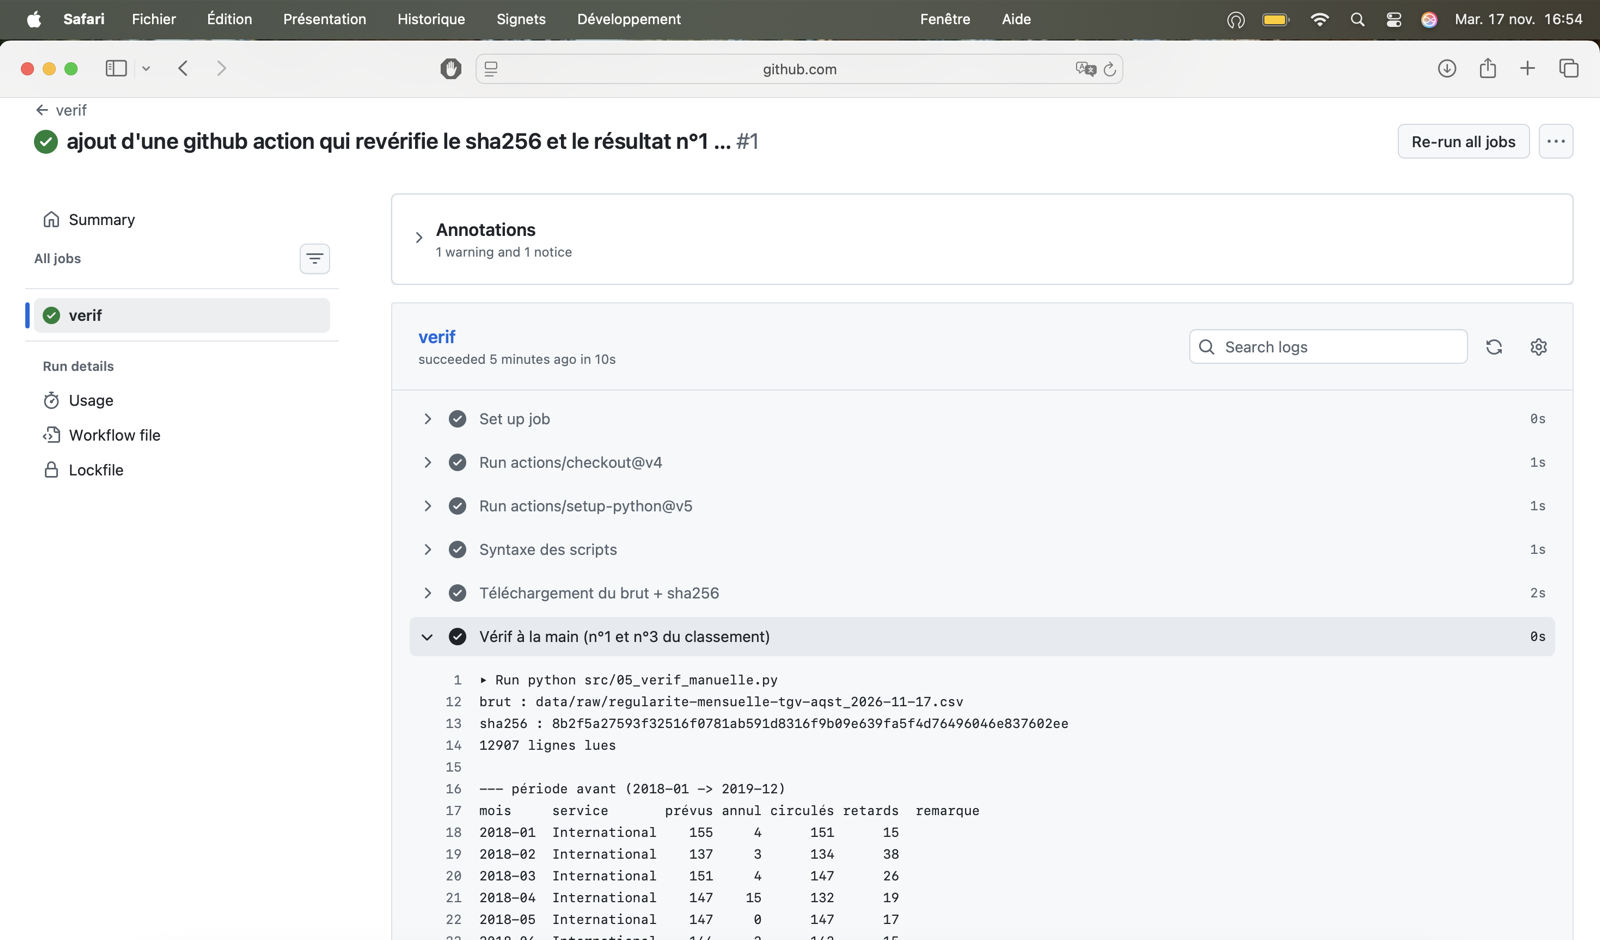 Safari Fichier Édition Présentation Historique Signets Développement Fenêtre Aide Mar. 17 nov. 16:54
github.com
verif
ajout d'une github action qui revérifie le sha256 et le résultat n°1 ... #1
Re-run all jobs
Summary
All jobs
verif
Run details
Usage
Workflow file
Lockfile
Annotations
1 warning and 1 notice
verif
succeeded 5 minutes ago in 10s
Search logs
Set up job 0s
Run actions/checkout@v4 1s
Run actions/setup-python@v5 1s
Syntaxe des scripts 1s
Téléchargement du brut + sha256 2s
Vérif à la main (n°1 et n°3 du classement) 0s
1 ▸ Run python src/05_verif_manuelle.py
12 brut : data/raw/regularite-mensuelle-tgv-aqst_2026-11-17.csv
13 sha256 : 8b2f5a27593f32516f0781ab591d8316f9b09e639fa5f4d76496046e837602ee
14 12907 lignes lues
15
16 --- période avant (2018-01 -> 2019-12)
17 mois service prévus annul circulés retards remarque
18 2018-01 International 155 4 151 15
19 2018-02 International 137 3 134 38
20 2018-03 International 151 4 147 26
21 2018-04 International 147 15 132 19
22 2018-05 International 147 0 147 17